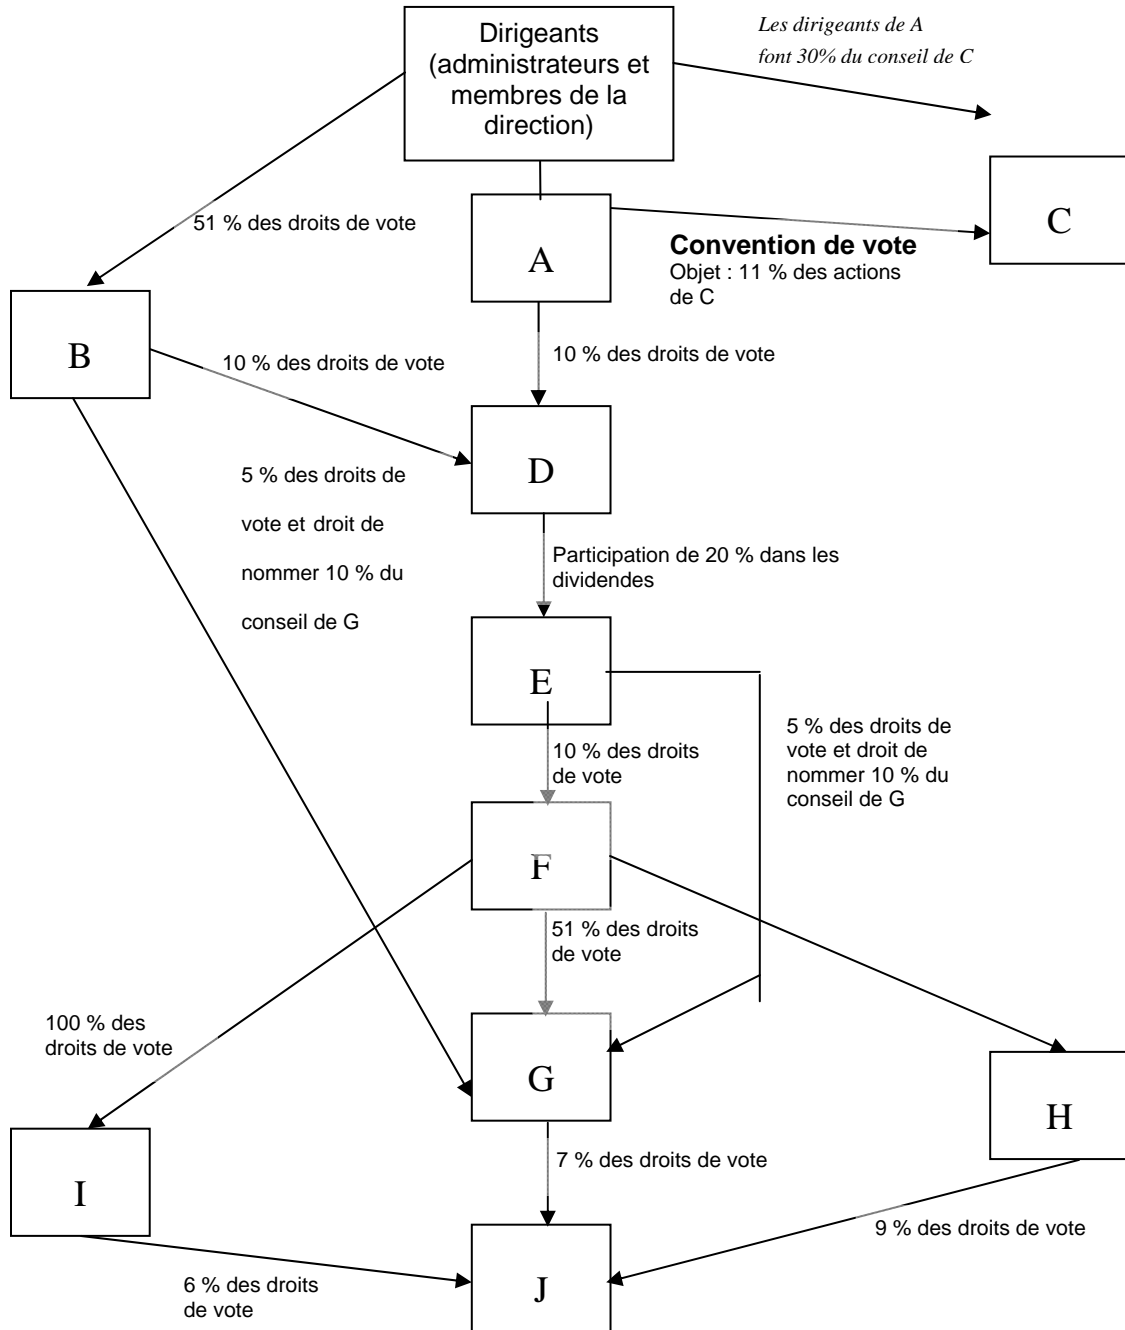 Dirigeants
(administrateurs et
membres de la
direction)
Les dirigeants de A
font 30% du conseil de C
51 % des droits de vote
A
Convention de vote
Objet : 11 % des actions
de C
C
B
10 % des droits de vote
10 % des droits de vote
D
5 % des droits de
vote et droit de
nommer 10 % du
conseil de G
Participation de 20 % dans les
dividendes
E
10 % des droits
de vote
5 % des droits de
vote et droit de
nommer 10 % du
conseil de G
F
51 % des droits
de vote
100 % des
droits de vote
G
H
I
7 % des droits de vote
9 % des droits de vote
6 % des droits
de vote
J